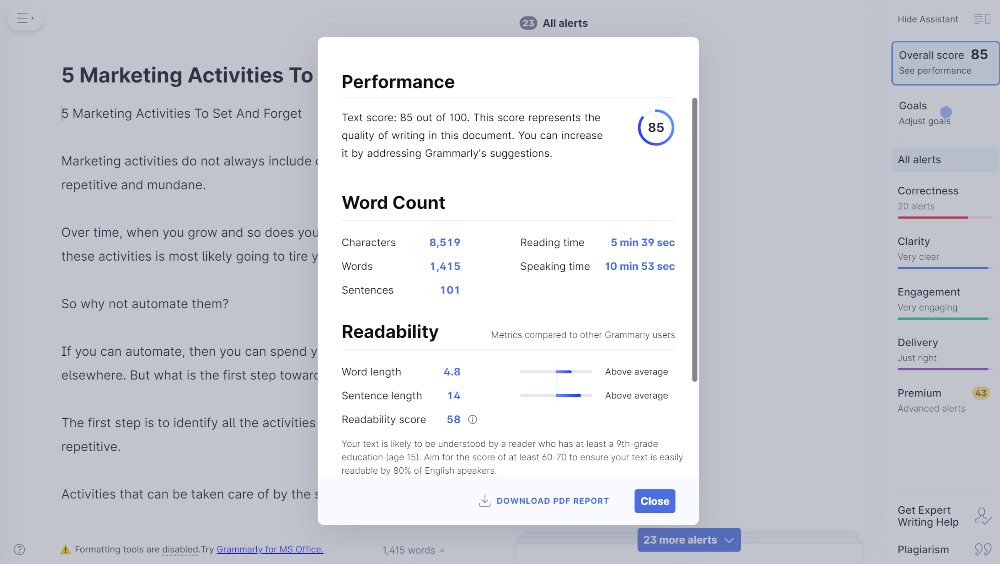 23 All alerts
Hide Assistant
5 Marketing Activities To
5 Marketing Activities To Set And Forget
Marketing activities do not always include
repetitive and mundane.
Over time, when you grow and so does
these activities is most likely going to tire
So why not automate them?
If you can automate, then you can spend
elsewhere. But what is the first step
The first step is to identify all the activities
repetitive.
Activities that can be taken care of by the
Performance
Text score: 85 out of 100. This score represents the
quality of writing in this document. You can increase
it by addressing Grammarly's suggestions.
85
Word Count
Characters 8,519 Reading time 5 min 39 sec
Words 1,415 Speaking time 10 min 53 sec
Sentences 101
Readability Metrics compared to other Grammarly users
Word length 4.8 Above average
Sentence length 14 Above average
Readability score 58
Your text is likely to be understood by a reader who has at least a 9th-grade
education (age 15). Aim for the score of at least 60-70 to ensure your text is easily
readable by 80% of English speakers.
DOWNLOAD PDF REPORT Close
Overall score 85
See performance
Goals
Adjust goals
All alerts
Correctness
20 alerts
Clarity
Very clear
Engagement
Very engaging
Delivery
Just right
Premium 43
Advanced alerts
Get Expert
Writing Help
Plagiarism
Formatting tools are disabled.Try Grammarly for MS Office.
1,415 words
23 more alerts